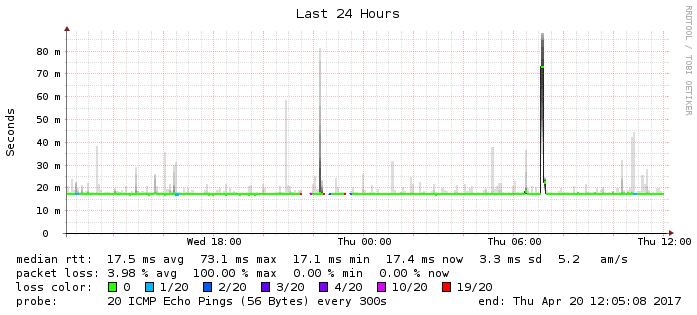 Last 24 Hours
RRDTOOL / TOBI OETIKER
Seconds
80 m
70 m
60 m
50 m
40 m
30 m
20 m
10 m
0
Wed 18:00 Thu 00:00 Thu 06:00 Thu 12:00
median rtt: 17.5 ms avg 73.1 ms max 17.1 ms min 17.4 ms now 3.3 ms sd 5.2 am/s
packet loss: 3.98 % avg 100.00 % max 0.00 % min 0.00 % now
loss color: 0 1/20 2/20 3/20 4/20 10/20 19/20
probe: 20 ICMP Echo Pings (56 Bytes) every 300s end: Thu Apr 20 12:05:08 2017